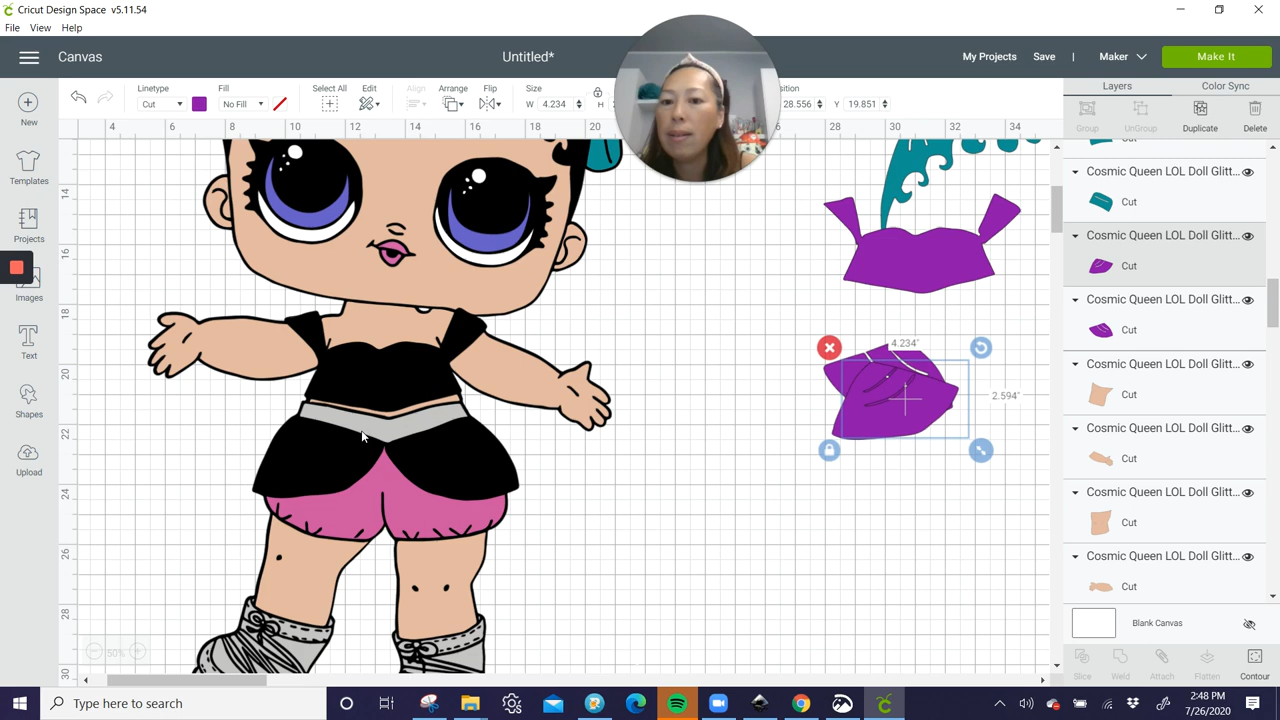 Cricut Design Space v5.11.54
File View Help
Canvas
Untitled*
My Projects Save | Maker Make It
Linetype Fill Select All Edit Align Arrange Flip Size
Cut No Fill W 4.234 H 28.556 Y 19.851
4 6 8 10 12 14 16 18 20 28 30 32 34
14
16
18
20
22
24
26
28
30
New
Templates
Projects
Images
Text
Shapes
Upload
4.234"
2.594"
50%
Layers Color Sync
Group UnGroup Duplicate Delete
Cosmic Queen LOL Doll Glitt...
Cut
Cosmic Queen LOL Doll Glitt...
Cut
Cosmic Queen LOL Doll Glitt...
Cut
Cosmic Queen LOL Doll Glitt...
Cut
Cosmic Queen LOL Doll Glitt...
Cut
Cosmic Queen LOL Doll Glitt...
Cut
Cosmic Queen LOL Doll Glitt...
Cut
Blank Canvas
Slice Weld Attach Flatten Contour
Type here to search
2:48 PM
7/26/2020